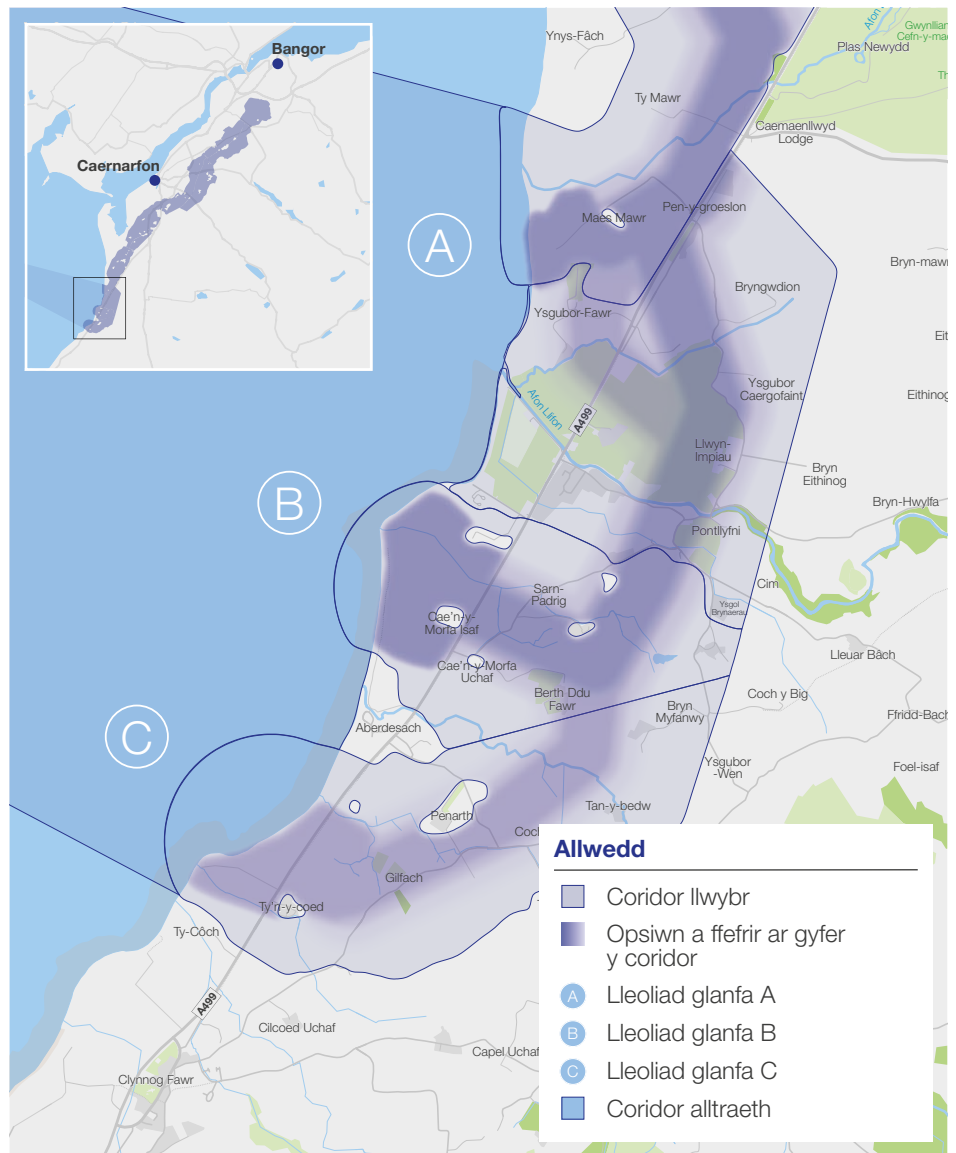 Bangor
Caernarfon
Ynys-Fâch
Plas Newydd
Ty Mawr
Caemaenllwyd
Lodge
A
Maes Mawr
Pen-y-groeslon
Bryngwdion
Ysgubor-Fawr
Ysgubor
Caergofaint
Afon Llifon
A499
Llwyn-
Impiau
Bryn
Eithinog
B
Bryn-Hwylfa
Pontllyfni
Cim
Sarn-
Padrig
Ysgol
Brynaerau
Cae'n-y-
Morfa Isaf
Lleuar Bâch
Cae'n-y-Morfa
Uchaf
Berth Ddu
Fawr
Coch y Big
Bryn
Myfanwy
C
Aberdesach
Ffridd-Bach
Ysgubor
-Wen
Foel-isaf
Tan-y-bedw
Penarth
Gilfach
Ty'n-y-coed
Ty-Côch
A499
Cilcoed Uchaf
Capel Uchaf
Clynnog Fawr
Allwedd
Coridor llwybr
Opsiwn a ffefrir ar gyfer
y coridor
A Lleoliad glanfa A
B Lleoliad glanfa B
C Lleoliad glanfa C
Coridor alltraeth